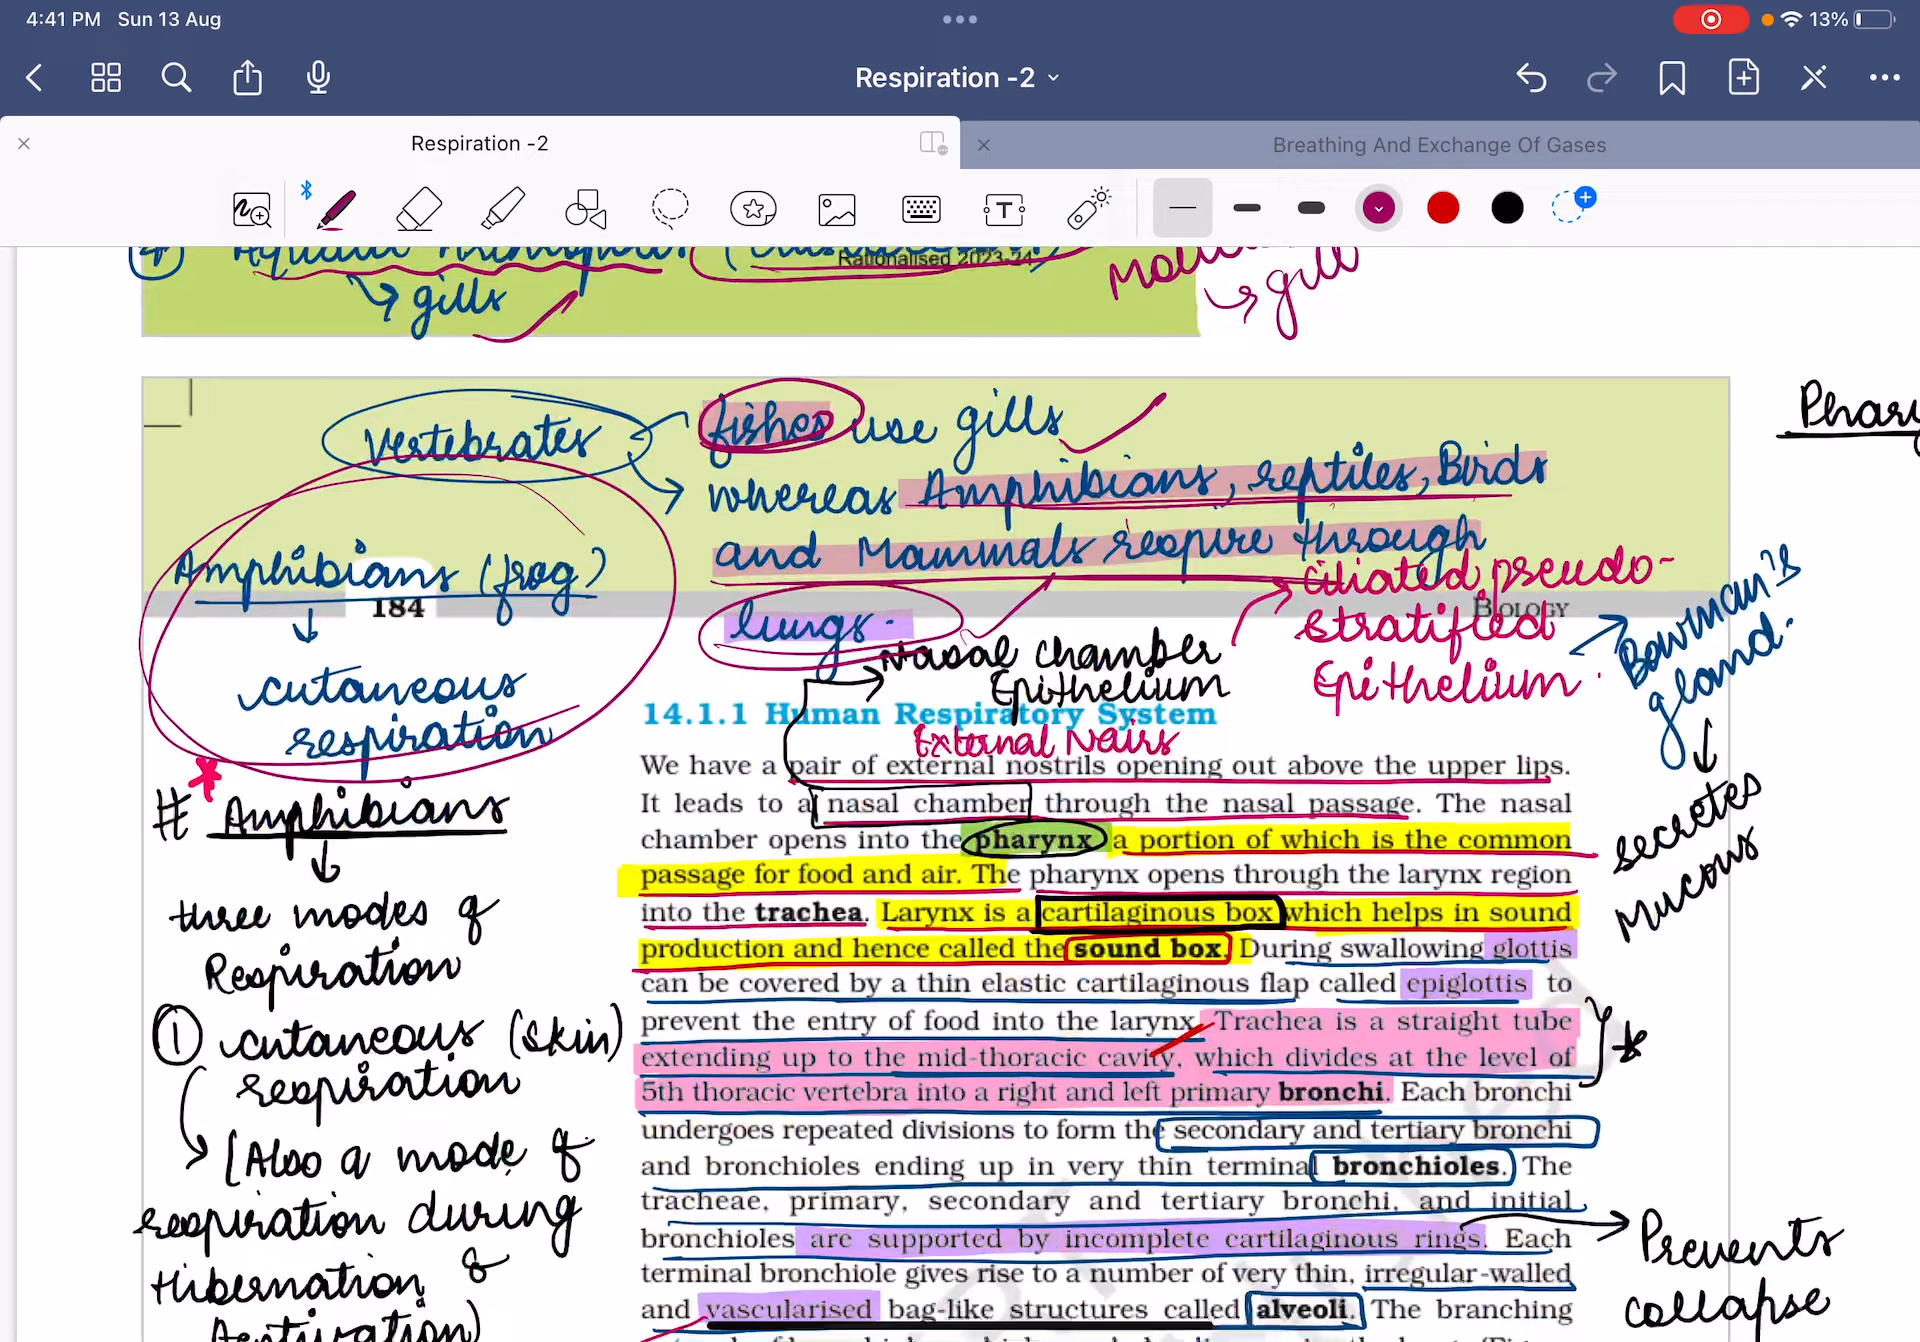 4:41 PM Sun 13 Aug
13%
Respiration -2
Respiration -2
Breathing And Exchange Of Gases
Rationalised 2023-24
gills
gill
Vertebrates
fishes use gills
whereas Amphibians, reptiles, Birds
and Mammals respire through
lungs.
Amphibians (frog)
184
BIOLOGY
cutaneous
respiration
Nasal chamber
Epithelium
ciliated pseudo-
stratified
Epithelium.
Bowman's
gland.
secretes
Mucous
14.1.1 Human Respiratory System
External Nairs
We have a pair of external nostrils opening out above the upper lips.
It leads to a nasal chamber through the nasal passage. The nasal
chamber opens into the pharynx a portion of which is the common
passage for food and air. The pharynx opens through the larynx region
into the trachea. Larynx is a cartilaginous box which helps in sound
production and hence called the sound box. During swallowing glottis
can be covered by a thin elastic cartilaginous flap called epiglottis to
prevent the entry of food into the larynx. Trachea is a straight tube
extending up to the mid-thoracic cavity, which divides at the level of
5th thoracic vertebra into a right and left primary bronchi. Each bronchi
undergoes repeated divisions to form the secondary and tertiary bronchi
and bronchioles ending up in very thin terminal bronchioles. The
tracheae, primary, secondary and tertiary bronchi, and initial
bronchioles are supported by incomplete cartilaginous rings. Each
terminal bronchiole gives rise to a number of very thin, irregular-walled
and vascularised bag-like structures called alveoli. The branching
# Amphibians
three modes of
Respiration
① cutaneous (skin)
respiration
[Also a mode of
respiration during
Hibernation &
Prevents
collapse